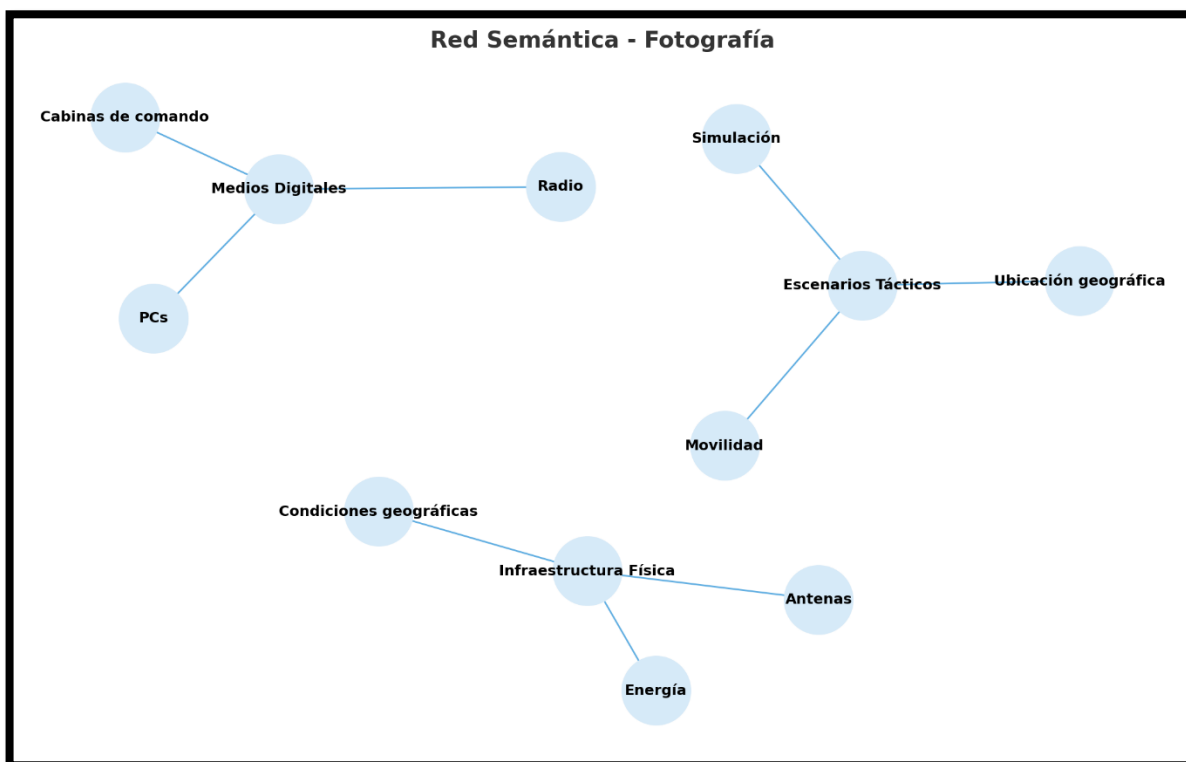 Red Semántica - Fotografía
Cabinas de comando
Medios Digitales
Radio
PCs
Simulación
Escenarios Tácticos
Ubicación geográfica
Movilidad
Condiciones geográficas
Infraestructura Física
Antenas
Energía